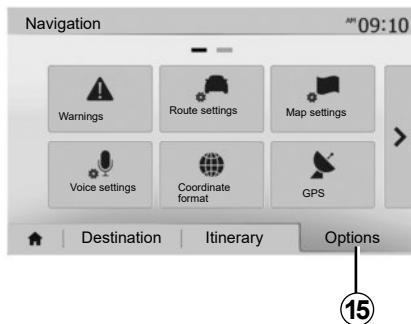 Navigation AM 09:10
Warnings
Route settings
Map settings
Voice settings
Coordinate
format
GPS
Destination
Itinerary
Options
15